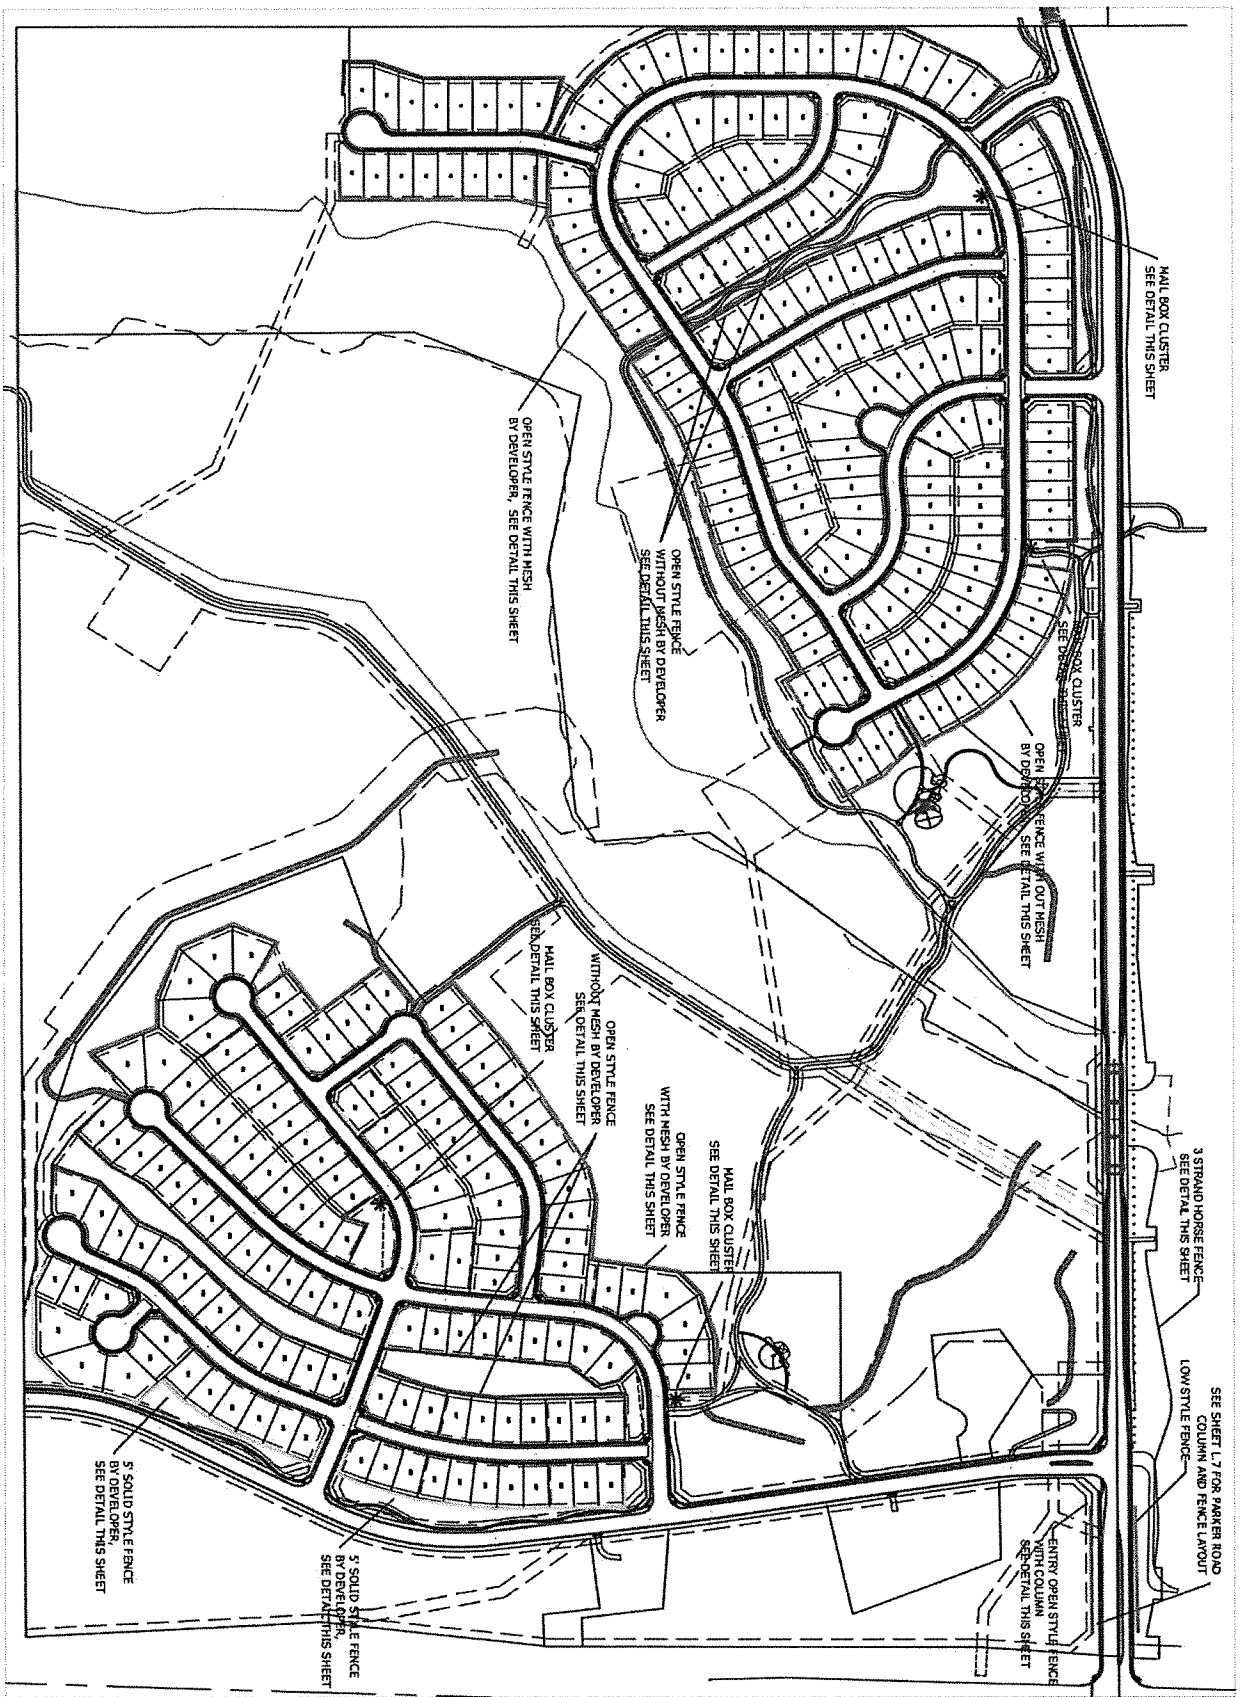 MAIL BOX CLUSTER
SEE DETAIL THIS SHEET
OPEN STYLE FENCE WITH MESH
BY DEVELOPER, SEE DETAIL THIS SHEET
OPEN STYLE FENCE
WITHOUT MESH BY DEVELOPER
SEE DETAIL THIS SHEET
BOX CLUSTER
SEE DETAIL THIS SHEET
OPEN STYLE FENCE WITH OUT MESH
BY DEVELOPER, SEE DETAIL THIS SHEET
MAIL BOX CLUSTER
SEE DETAIL THIS SHEET
OPEN STYLE FENCE
WITHOUT MESH BY DEVELOPER
SEE DETAIL THIS SHEET
OPEN STYLE FENCE
WITH MESH BY DEVELOPER
SEE DETAIL THIS SHEET
MAIL BOX CLUSTER
SEE DETAIL THIS SHEET
3 STRAND HORSE FENCE
SEE DETAIL THIS SHEET
LOW STYLE FENCE
SEE SHEET L.7 FOR PARKER ROAD
COLUMN AND FENCE LAYOUT
ENTRY OPEN STYLE FENCE
WITH COLUMN
SEE DETAIL THIS SHEET
5' SOLID STYLE FENCE
BY DEVELOPER,
SEE DETAIL THIS SHEET
5' SOLID STYLE FENCE
BY DEVELOPER,
SEE DETAIL THIS SHEET